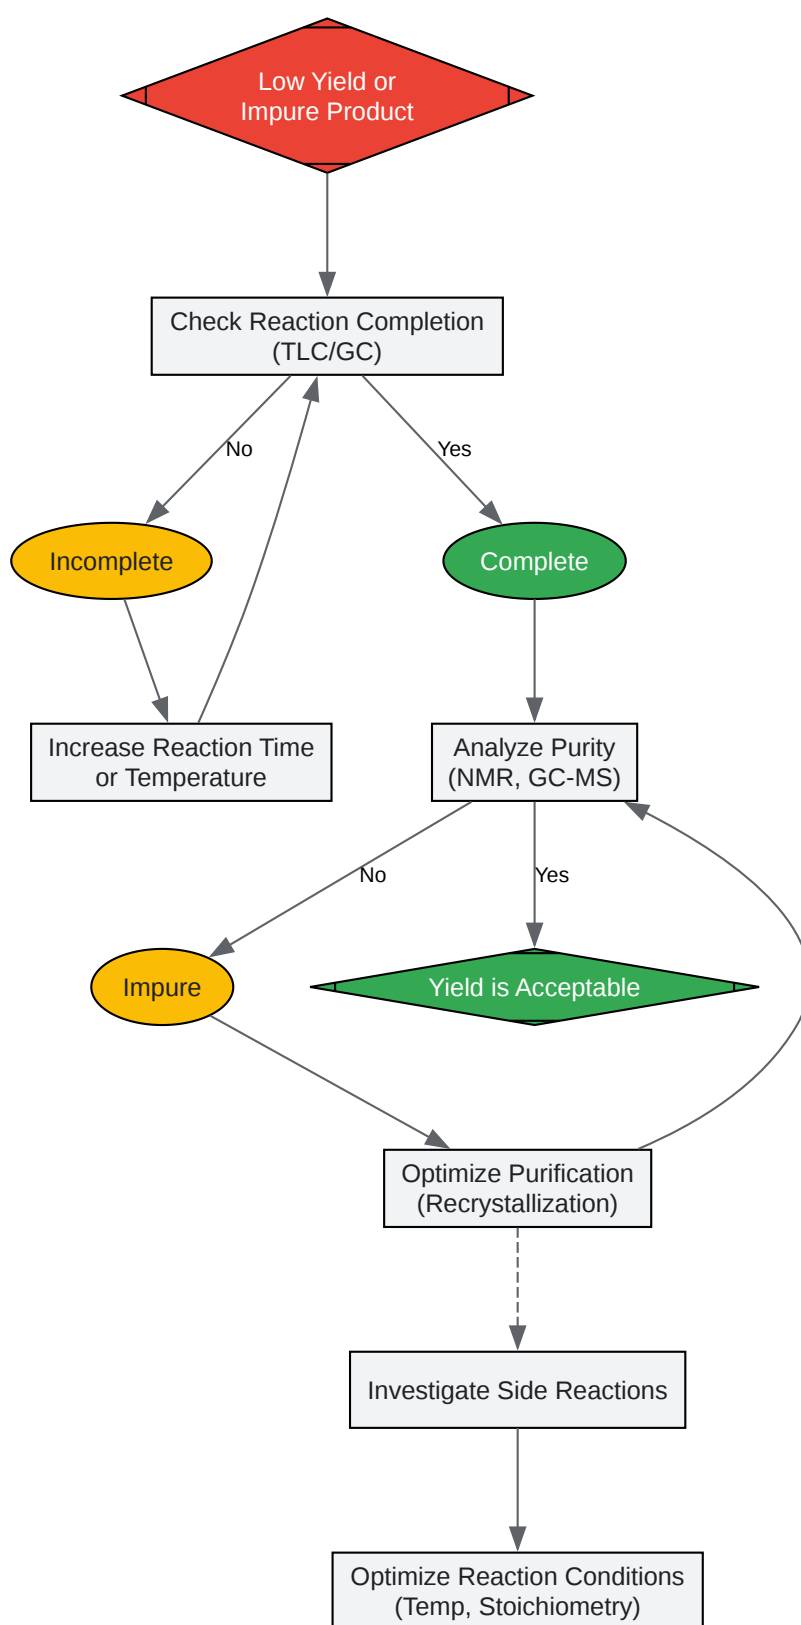 Low Yield or
Impure Product
Check Reaction Completion
(TLC/GC)
No
Yes
Incomplete
Complete
Increase Reaction Time
or Temperature
Analyze Purity
(NMR, GC-MS)
No
Yes
Impure
Yield is Acceptable
Optimize Purification
(Recrystallization)
Investigate Side Reactions
Optimize Reaction Conditions
(Temp, Stoichiometry)